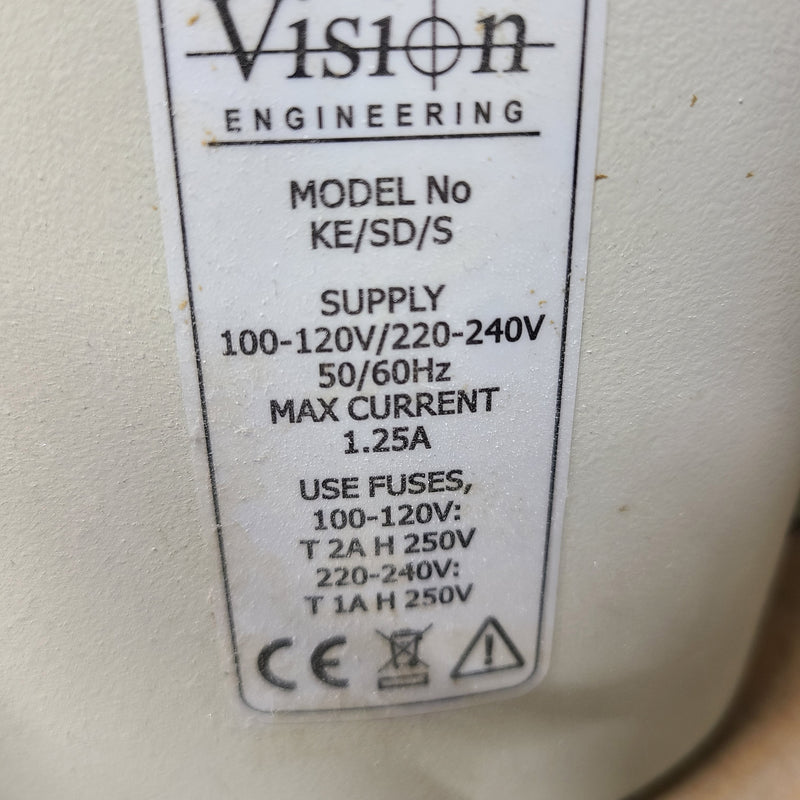 Vision
ENGINEERING
MODEL No
KE/SD/S
SUPPLY
100-120V/220-240V
50/60Hz
MAX CURRENT
1.25A
USE FUSES,
100-120V:
T 2A H 250V
220-240V:
T 1A H 250V
CE